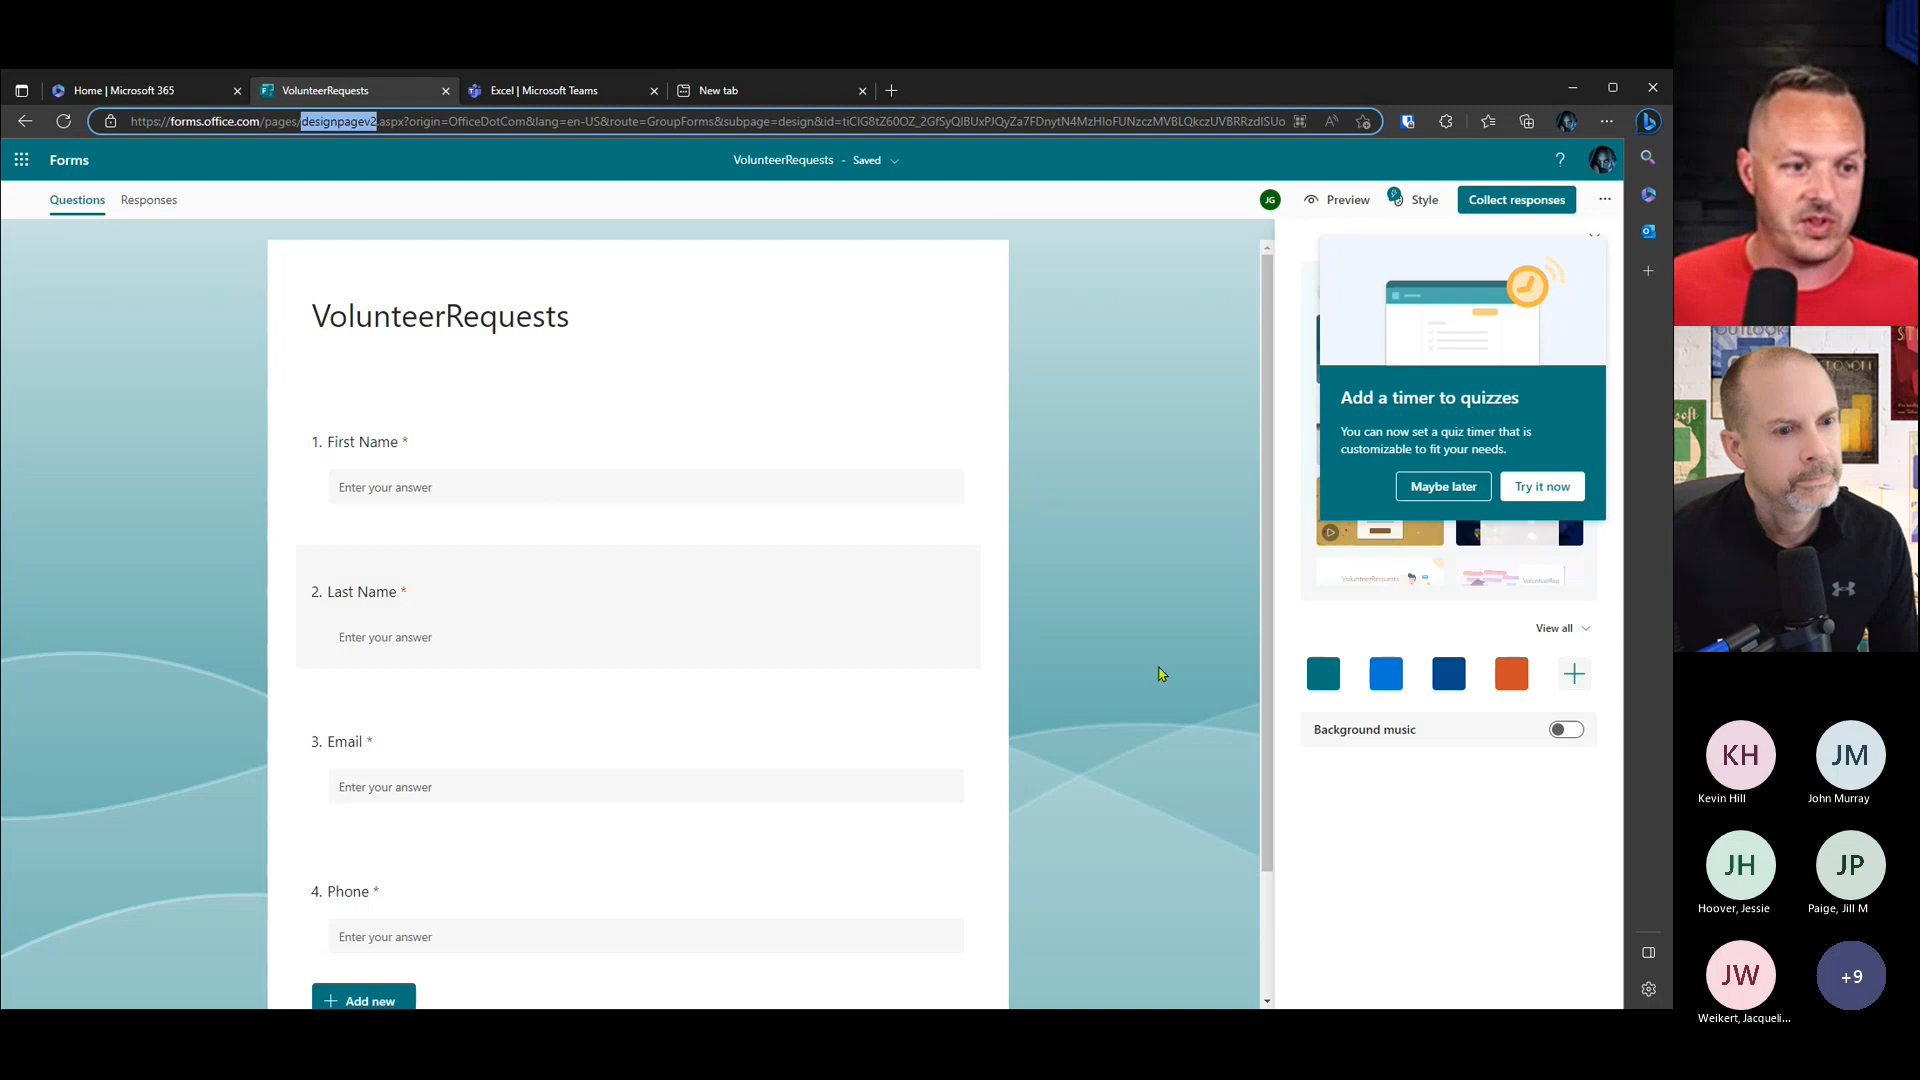 Home | Microsoft 365
VolunteerRequests
Excel | Microsoft Teams
New tab
https://forms.office.com/pages/designpagev2.aspx?origin=OfficeDotCom&lang=en-US&route=GroupForms&subpage=design&id=tiCIG8tZ60OZ_2GfSyQIBUxPJQyZa7FDnytN4MzHIoFUNzczMVBLQkczUVBRRzdISUo
Forms
VolunteerRequests - Saved
?
Questions
Responses
JG
Preview
Style
Collect responses
VolunteerRequests
1. First Name *
Enter your answer
2. Last Name *
Enter your answer
3. Email *
Enter your answer
4. Phone *
Enter your answer
Add new
Add a timer to quizzes
You can now set a quiz timer that is
customizable to fit your needs.
Maybe later
Try it now
VolunteerRequests
VolunteerReq
View all
Background music
OUTLOOK
KH
Kevin Hill
JM
John Murray
JH
Hoover, Jessie
JP
Paige, Jill M
JW
Weikert, Jacqueli...
+9